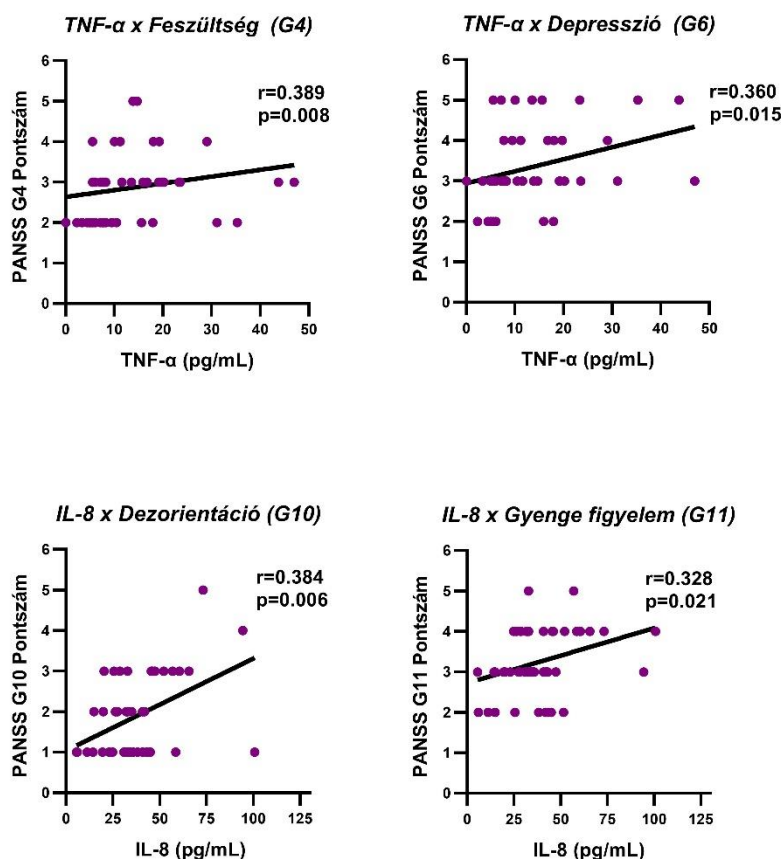 TNF-α x Feszültség (G4)
PANSS G4 Pontszám
6
5
4
3
2
1
0
r=0.389
p=0.008
0 10 20 30 40 50
TNF-α (pg/mL)
TNF-α x Depresszió (G6)
PANSS G6 Pontszám
6
5
4
3
2
1
0
r=0.360
p=0.015
0 10 20 30 40 50
TNF-α (pg/mL)
IL-8 x Dezorientáció (G10)
PANSS G10 Pontszám
6
5
4
3
2
1
0
r=0.384
p=0.006
0 25 50 75 100 125
IL-8 (pg/mL)
IL-8 x Gyenge figyelem (G11)
PANSS G11 Pontszám
6
5
4
3
2
1
0
r=0.328
p=0.021
0 25 50 75 100 125
IL-8 (pg/mL)